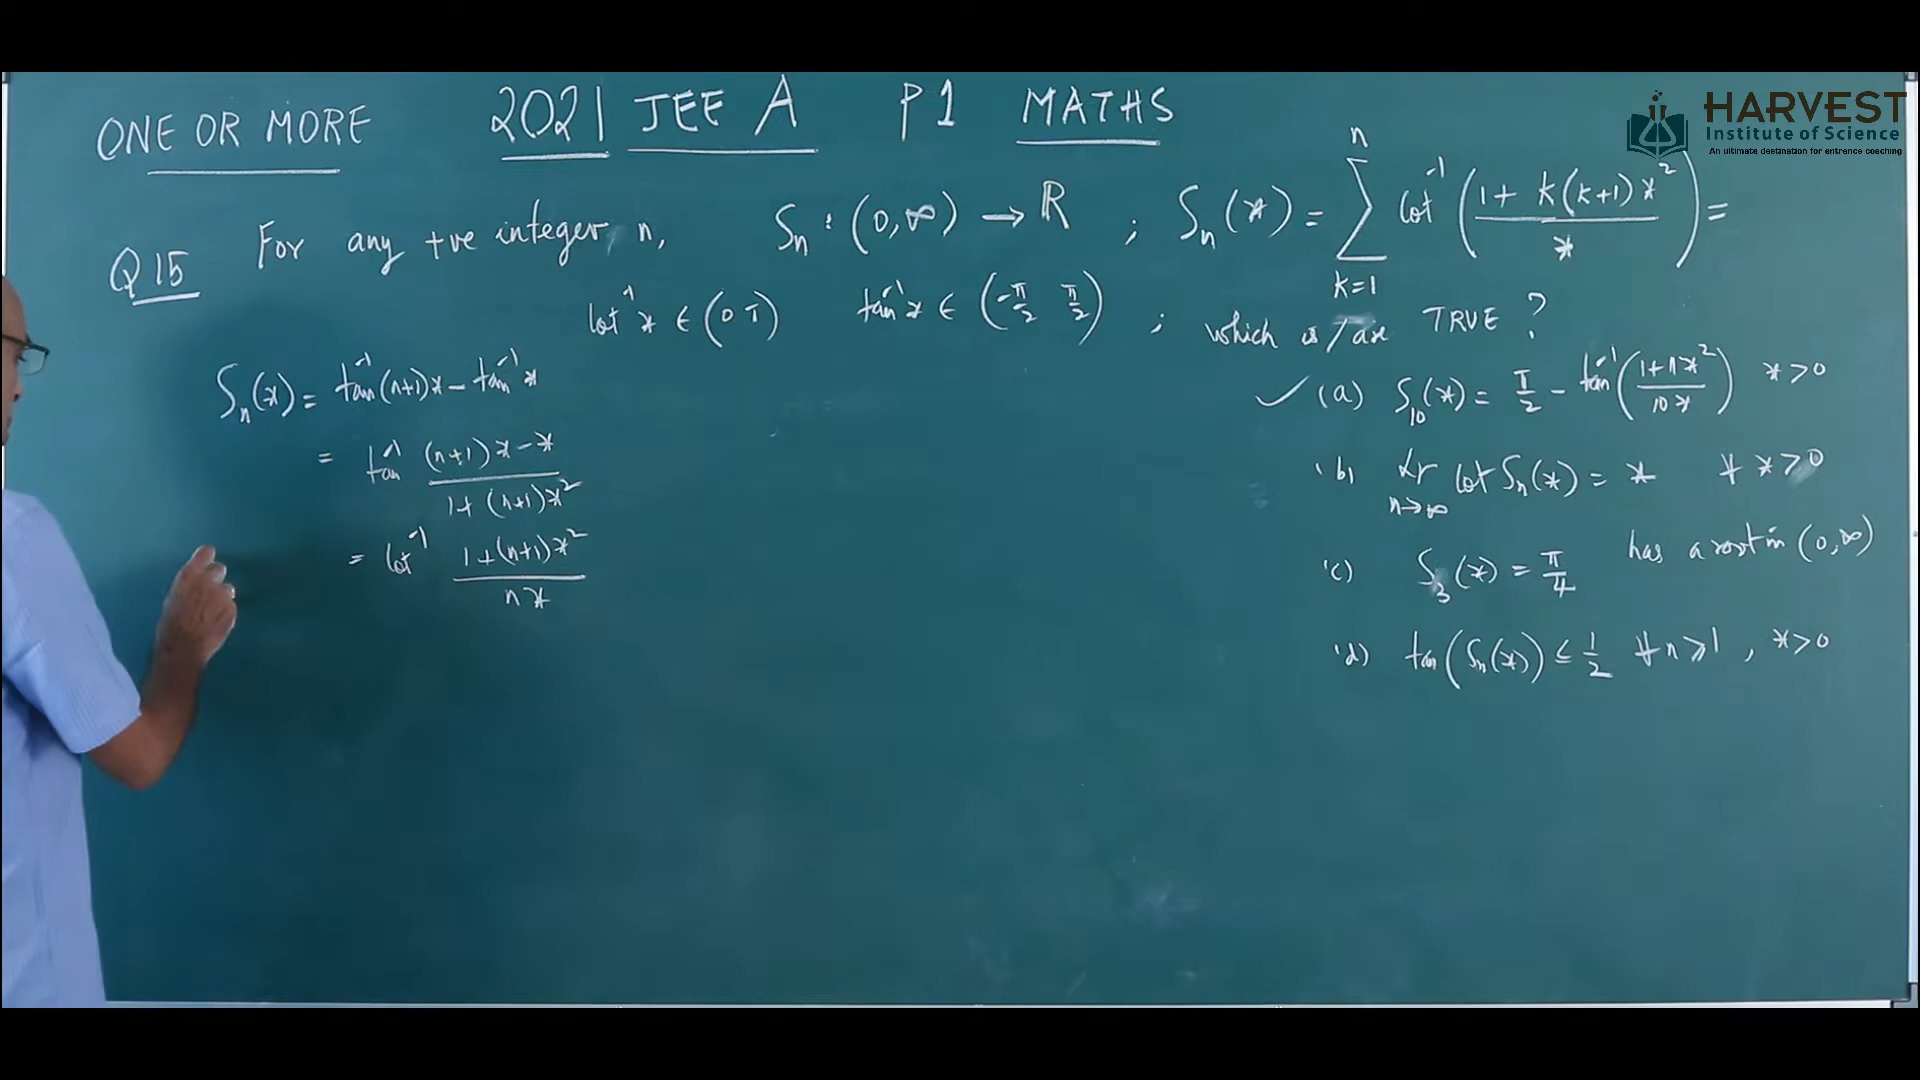 ONE OR MORE 2021 JEE A P1 MATHS
HARVEST
Institute of Science
An ultimate destination for entrance coaching
Q15 For any +ve integer n, Sₙ : (0,∞) → R ; Sₙ(x) = ∑ₖ₌₁ⁿ cot⁻¹((1 + k(k+1)x²)/x) =
cot⁻¹x ∈ (0 π) tan⁻¹x ∈ (-π/2 π/2) ; which is/are TRUE ?
Sₙ(x) = tan⁻¹(n+1)x - tan⁻¹x
= tan⁻¹ ((n+1)x - x)/(1 + (n+1)x²)
= cot⁻¹ (1 + (n+1)x²)/(nx)
✓ (a) S₁₀(x) = π/2 - tan⁻¹((1+11x²)/(10x)) x>0
(b) Lt n→∞ cot Sₙ(x) = x ∀ x>0
(c) S₃(x) = π/4 has a root in (0,∞)
(d) tan(Sₙ(x)) ≤ 1/2 ∀ n≥1, x>0